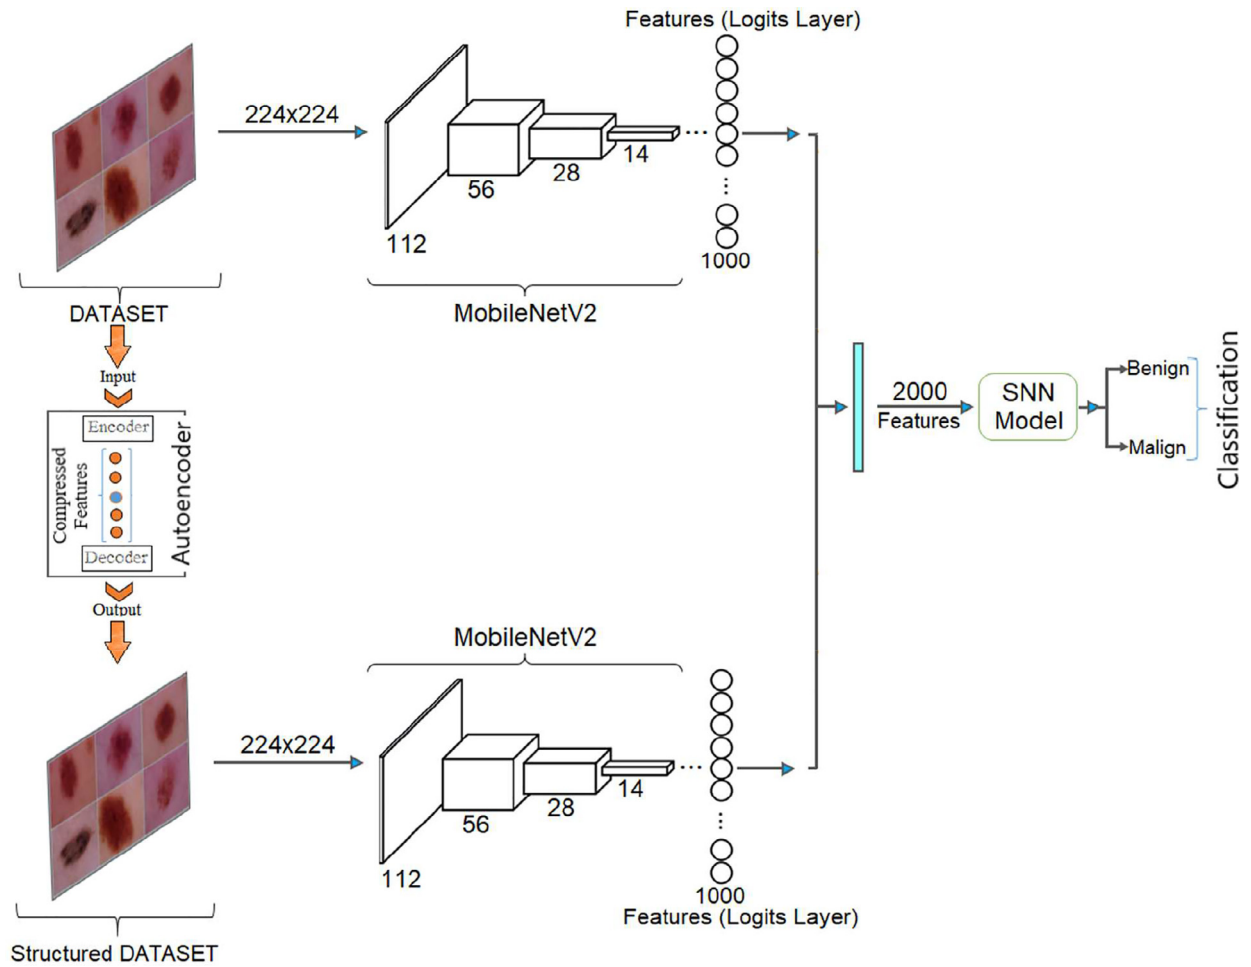 Features (Logits Layer)
224x224
56
28
14
112
1000
MobileNetV2
DATASET
Input
Encoder
Compressed
Features
Autoencoder
Decoder
Output
2000
Features
SNN
Model
Benign
Malign
Classification
MobileNetV2
224x224
56
28
14
112
1000
Features (Logits Layer)
Structured DATASET